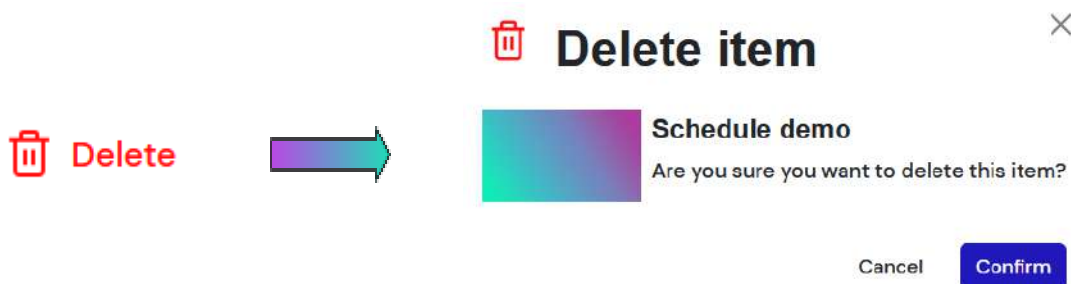 Delete
Delete item
Schedule demo
Are you sure you want to delete this item?
Cancel
Confirm